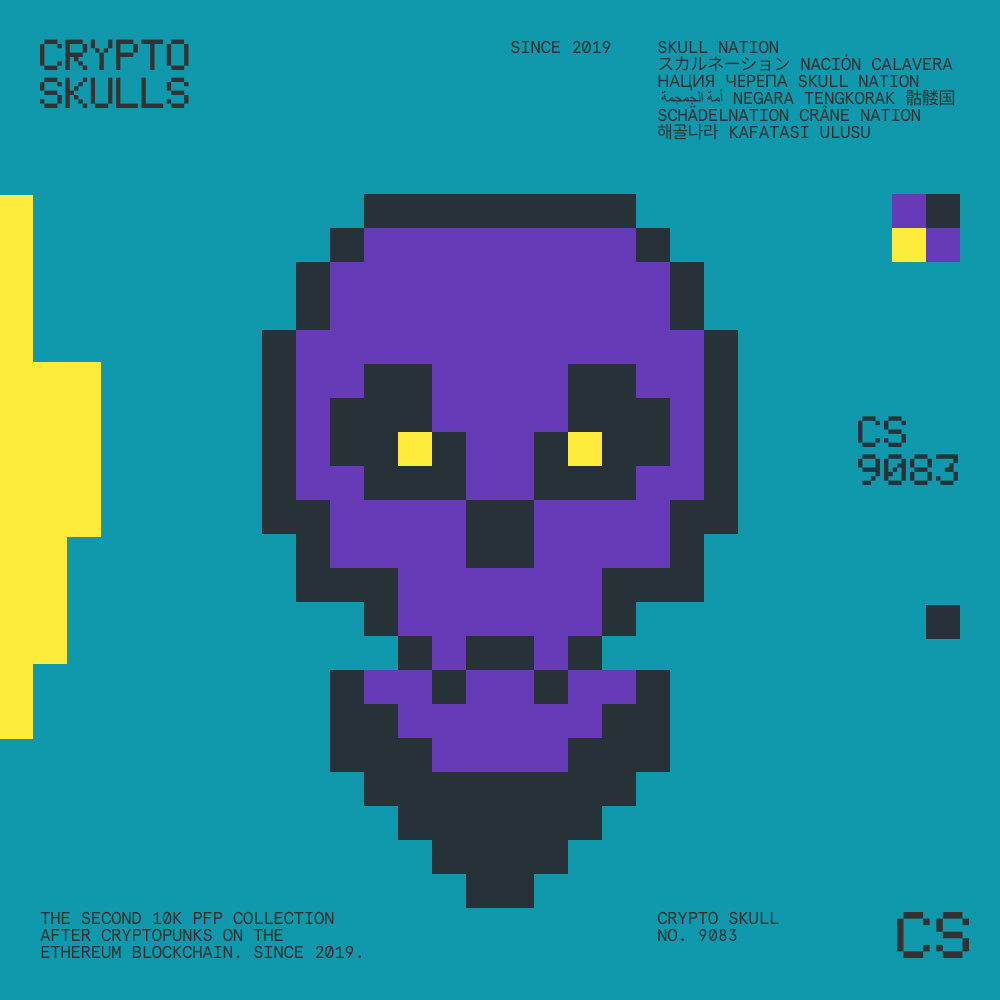 CRYPTO
SKULLS
SINCE 2019
SKULL NATION
スカルネーション NACIÓN CALAVERA
НАЦИЯ ЧЕРЕПА SKULL NATION
أمة الجمجمة NEGARA TENGKORAK 骷髅国
SCHÄDELNATION CRÂNE NATION
해골나라 KAFATASI ULUSU
CS
9083
THE SECOND 10K PFP COLLECTION
AFTER CRYPTOPUNKS ON THE
ETHEREUM BLOCKCHAIN. SINCE 2019.
CRYPTO SKULL
NO. 9083
CS